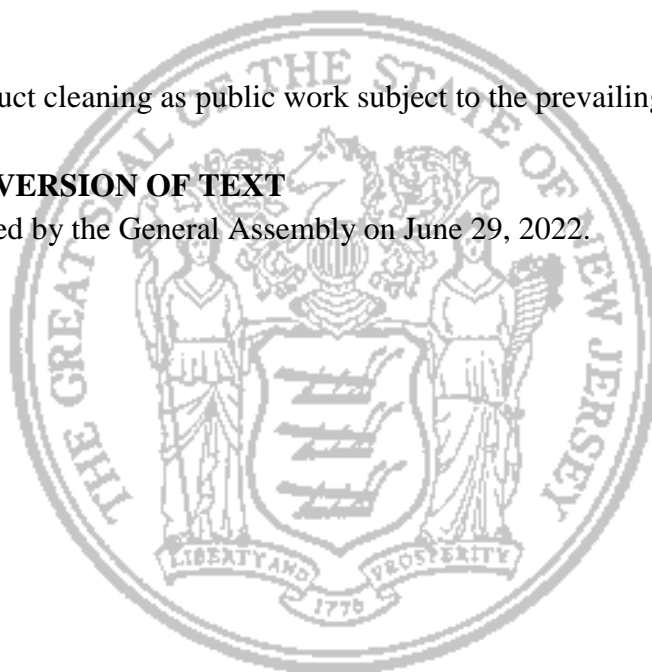 uct cleaning as public work subject to the prevailing
VERSION OF TEXT
ed by the General Assembly on June 29, 2022.
THE GREAT SEAL OF THE STATE OF NEW JERSEY
LIBERTY AND PROSPERITY
1776